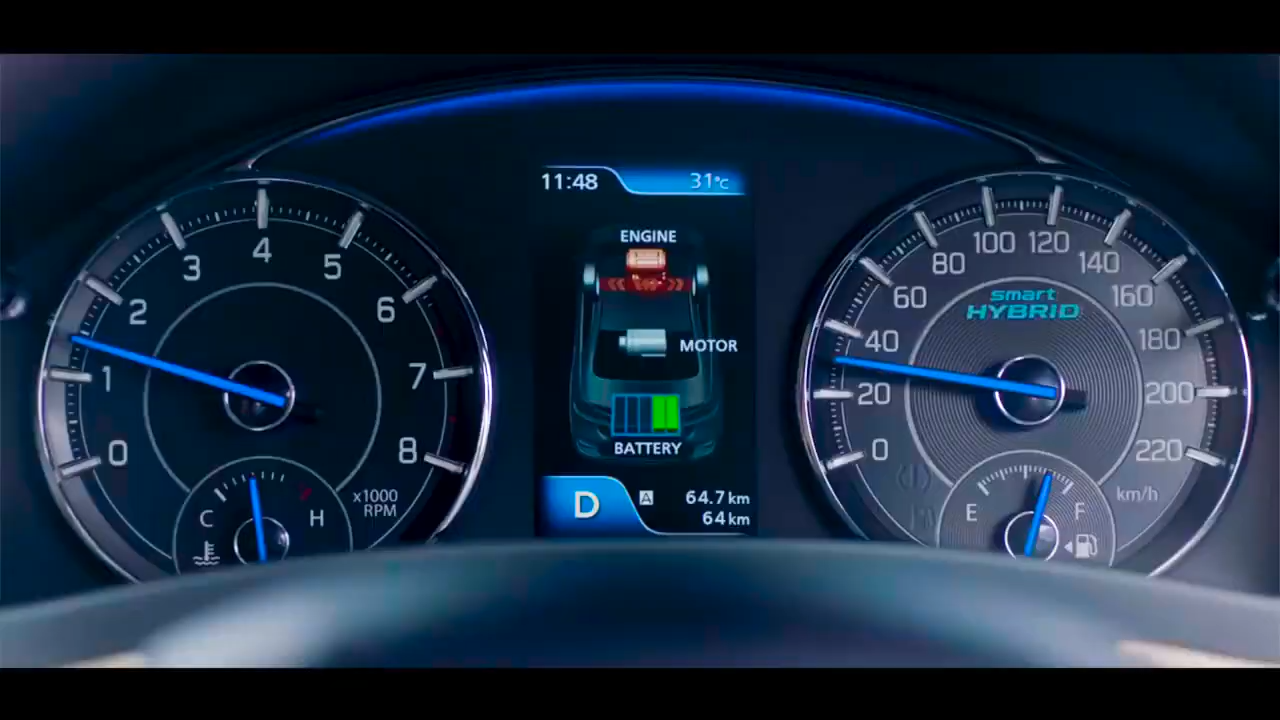 11:48
31°C
ENGINE
MOTOR
BATTERY
D
A
64.7 km
64 km
0
1
2
3
4
5
6
7
8
x1000
RPM
C
H
0
20
40
60
80
100
120
140
160
180
200
220
km/h
smart
HYBRID
E
F